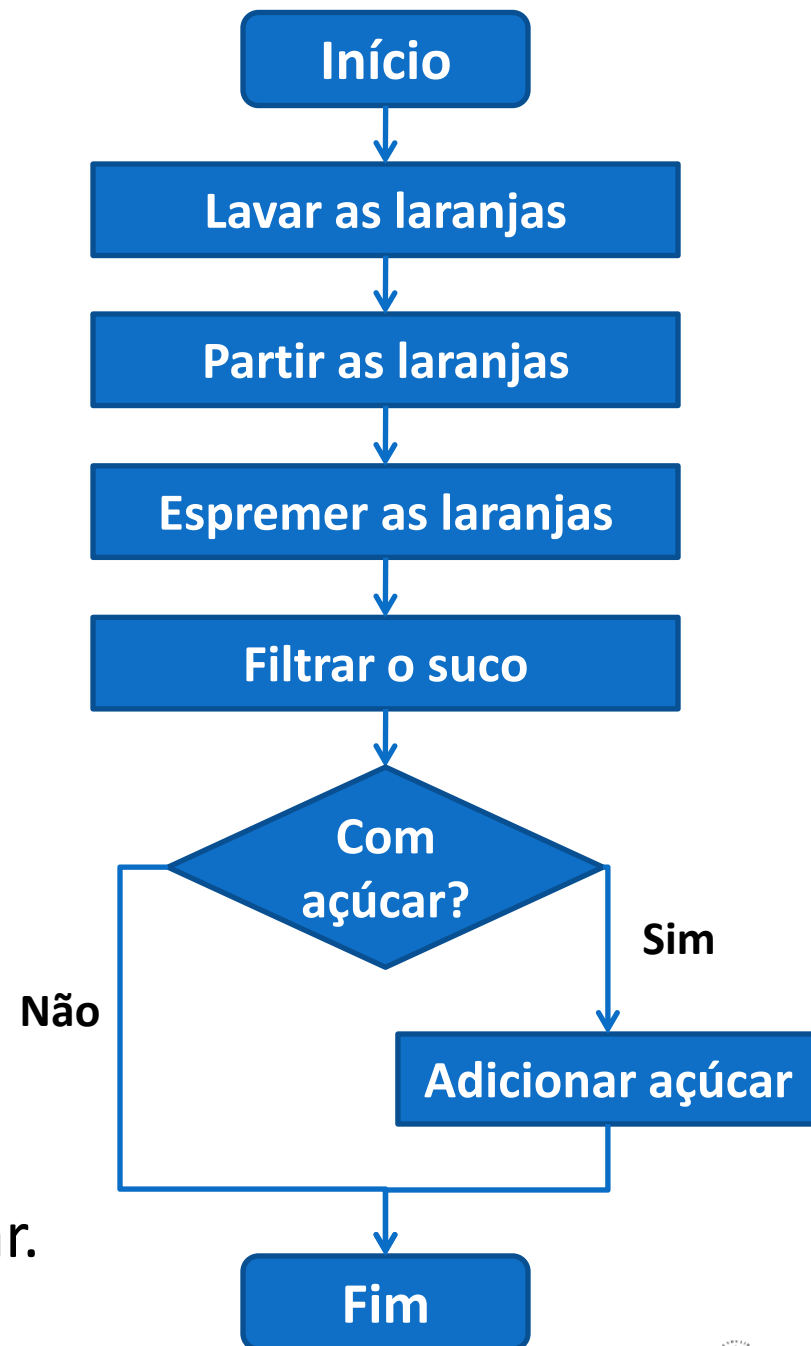 Início
Lavar as laranjas
Partir as laranjas
Espremer as laranjas
Filtrar o suco
Com
açúcar?
Sim
Não
Adicionar açúcar
r.
Fim